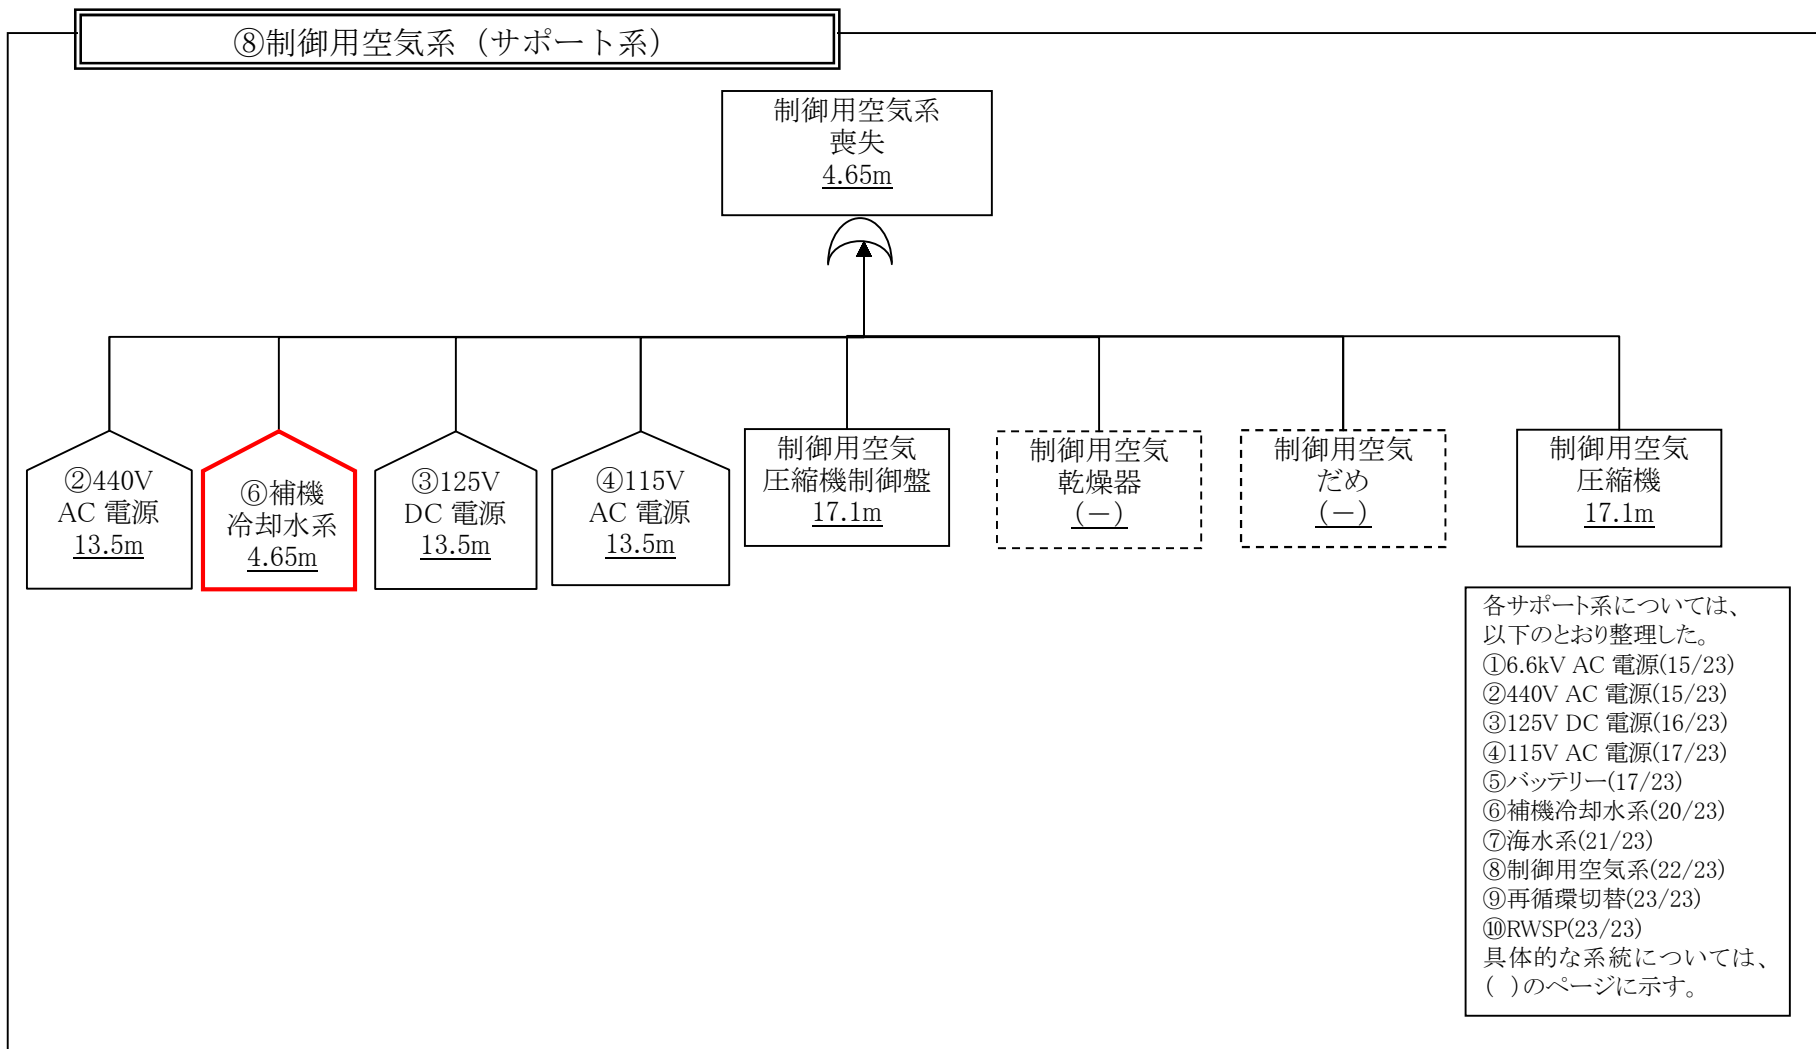 ⑧制御用空気系（サポート系）
制御用空気系
喪失
4.65m
②440V
AC 電源
13.5m
⑥補機
冷却水系
4.65m
③125V
DC 電源
13.5m
④115V
AC 電源
13.5m
制御用空気
圧縮機制御盤
17.1m
制御用空気
乾燥器
(－)
制御用空気
だめ
(－)
制御用空気
圧縮機
17.1m
各サポート系については、
以下のとおり整理した。
①6.6kV AC 電源(15/23)
②440V AC 電源(15/23)
③125V DC 電源(16/23)
④115V AC 電源(17/23)
⑤バッテリー(17/23)
⑥補機冷却水系(20/23)
⑦海水系(21/23)
⑧制御用空気系(22/23)
⑨再循環切替(23/23)
⑩RWSP(23/23)
具体的な系統については、
( )のページに示す。